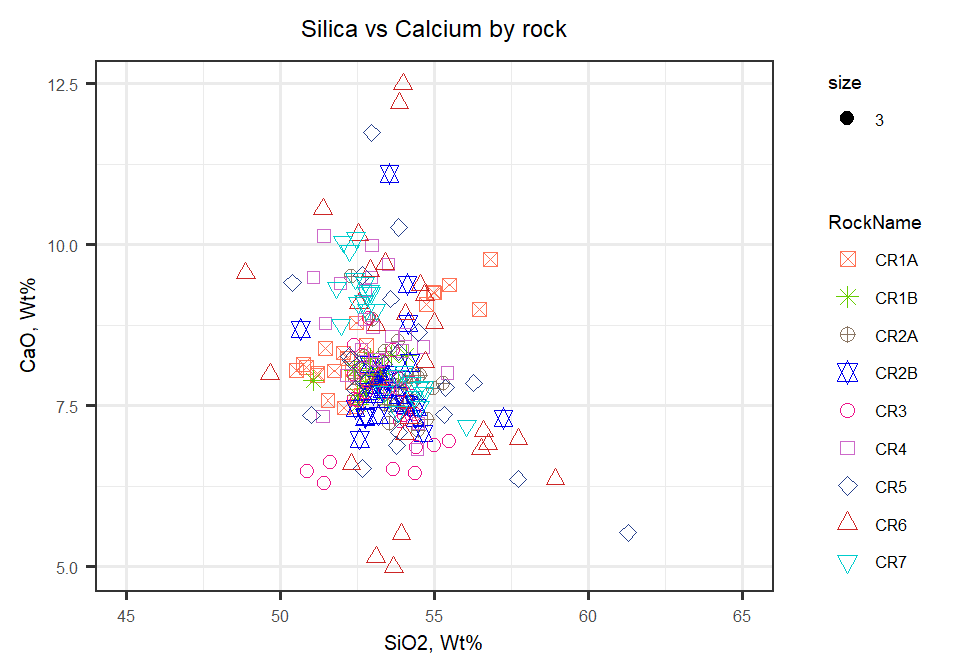 Silica vs Calcium by rock
CaO, Wt%
12.5
10.0
7.5
5.0
45 50 55 60 65
SiO2, Wt%
size
3
RockName
CR1A
CR1B
CR2A
CR2B
CR3
CR4
CR5
CR6
CR7